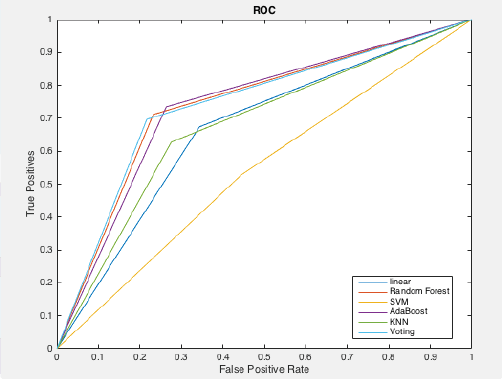 ROC
True Positives
1
0.9
0.8
0.7
0.6
0.5
0.4
0.3
0.2
0.1
0
0 0.1 0.2 0.3 0.4 0.5 0.6 0.7 0.8 0.9 1
False Positive Rate
linear
Random Forest
SVM
AdaBoost
KNN
Voting